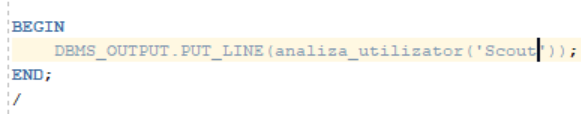 BEGIN
    DBMS_OUTPUT.PUT_LINE(analiza_utilizator('Scout'));
END;
/